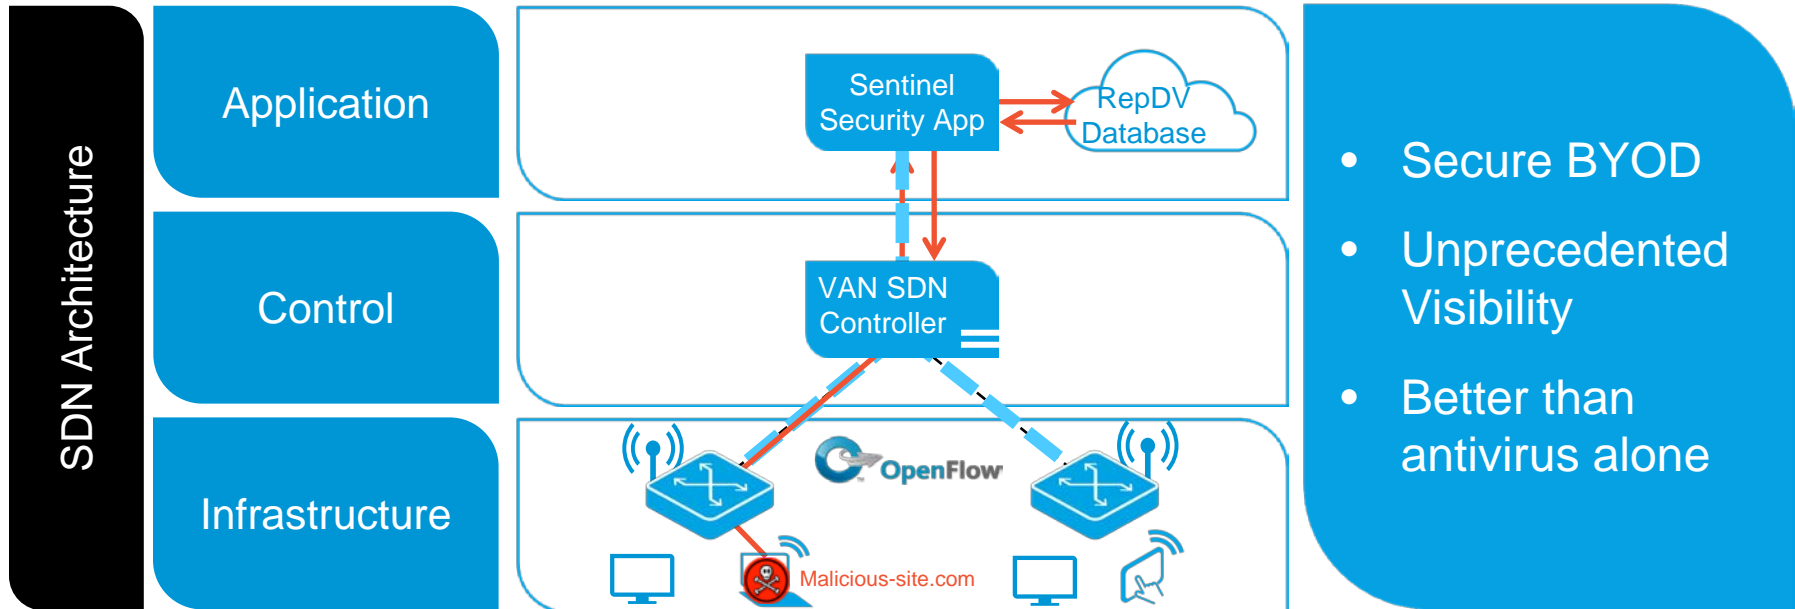 SDN Architecture
Application
Sentinel
Security App
RepDV
Database
Control
VAN SDN
Controller
Infrastructure
OpenFlow
TM
Malicious-site.com
• Secure BYOD
• Unprecedented
Visibility
• Better than
antivirus alone